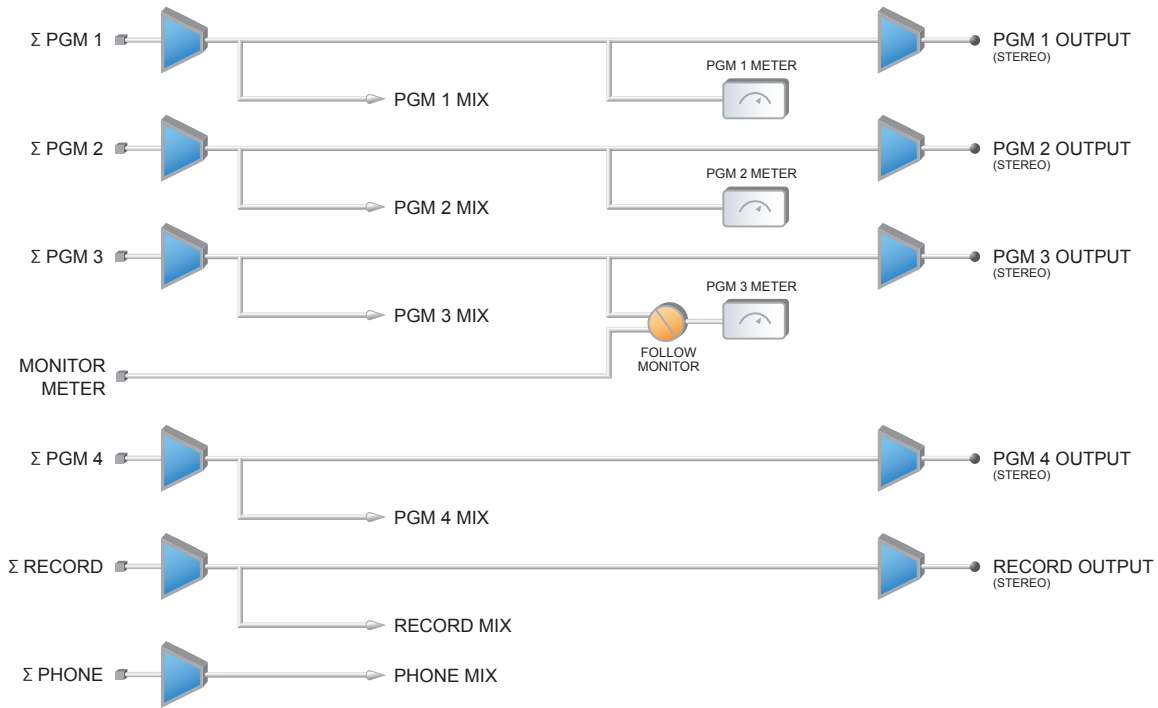 Σ PGM 1
PGM 1 OUTPUT
(STEREO)
PGM 1 METER
PGM 1 MIX
Σ PGM 2
PGM 2 OUTPUT
(STEREO)
PGM 2 METER
PGM 2 MIX
Σ PGM 3
PGM 3 OUTPUT
(STEREO)
PGM 3 METER
PGM 3 MIX
FOLLOW
MONITOR
MONITOR
METER
Σ PGM 4
PGM 4 OUTPUT
(STEREO)
PGM 4 MIX
Σ RECORD
RECORD OUTPUT
(STEREO)
RECORD MIX
Σ PHONE
PHONE MIX